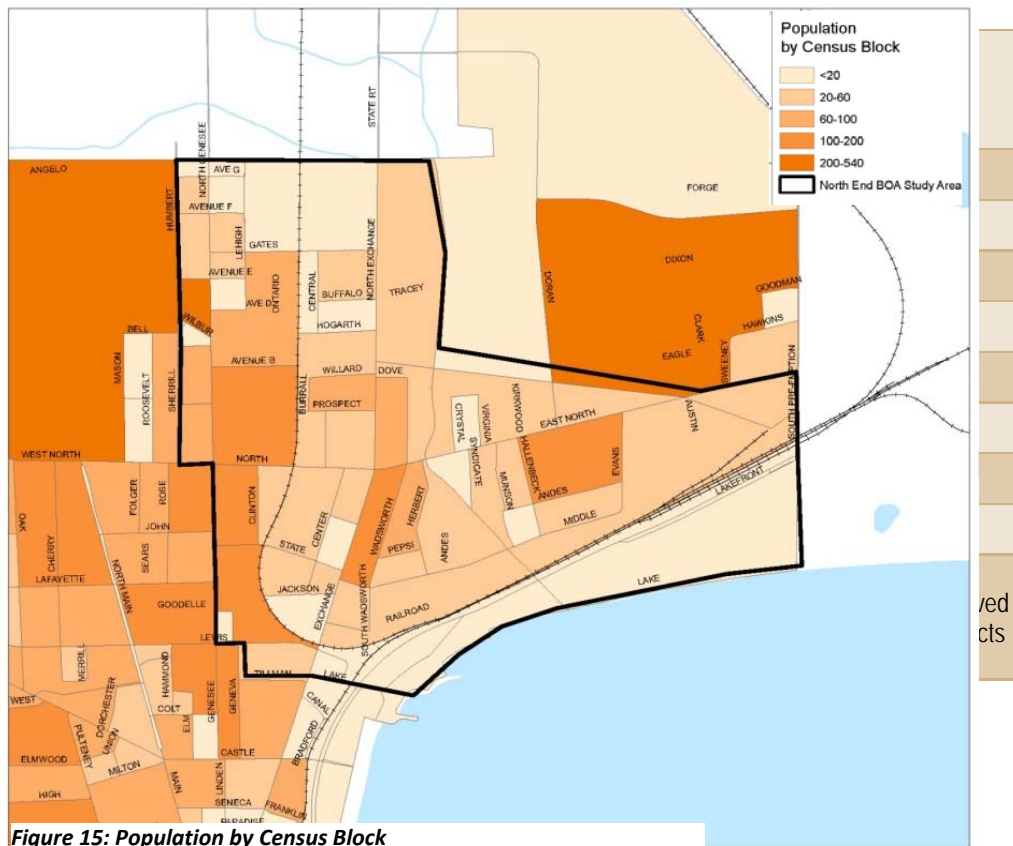 Population
by Census Block
<20
20-60
60-100
100-200
200-540
North End BOA Study Area
STATE RT
NORTH GENESEE
ANGELO
AVE G
FORGE
HUMBERT
AVENUE F
LEHIGH
GATES
NORTH EXCHANGE
DIXON
AVENUE E
ONTARIO
CENTRAL
BUFFALO
TRACEY
DORAN
GOODMAN
AVE D
WILBUR
HOGARTH
CLARK
HAWKINS
BELL
MASON
ROOSEVELT
SHERRILL
AVENUE B
BURRALL
WILLARD
DOVE
EAGLE
SWEENEY
PROSPECT
KIRKWOOD
EAST NORTH
AUSTIN
SOUTH PRE-EMPTION
CRYSTAL
VIRGINIA
SYNDICATE
HALLENBECK
EVANS
WEST NORTH
NORTH
FOLGER
ROSE
CLINTON
MUNSON
ANDES
LAKEFRONT
OAK
JOHN
CENTER
WADSWORTH
HERBERT
MIDDLE
CHERRY
SEARS
STATE
PEPSI
ANDES
LAFAYETTE
NORTH MAIN
JACKSON
EXCHANGE
SOUTH WADSWORTH
LAKE
GOODELLE
RAILROAD
LEWIS
MERRILL
HAMMOND
TILLMAN
LAKE
WEST
DORCHESTER
COLT
GENESEE
GENEVA
CANAL
PULTENEY
UNION
ELM
BRADFORD
ELMWOOD
MILTON
CASTLE
MAIN
LINDEN
HIGH
SENECA
FRANKLIN
PARADISE
ved
cts
Figure 15: Population by Census Block